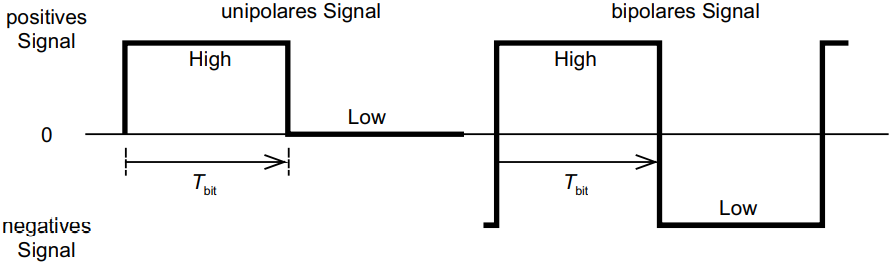 unipolares Signal
bipolares Signal
positives
Signal
High
High
Low
0
T bit
T bit
Low
negatives
Signal